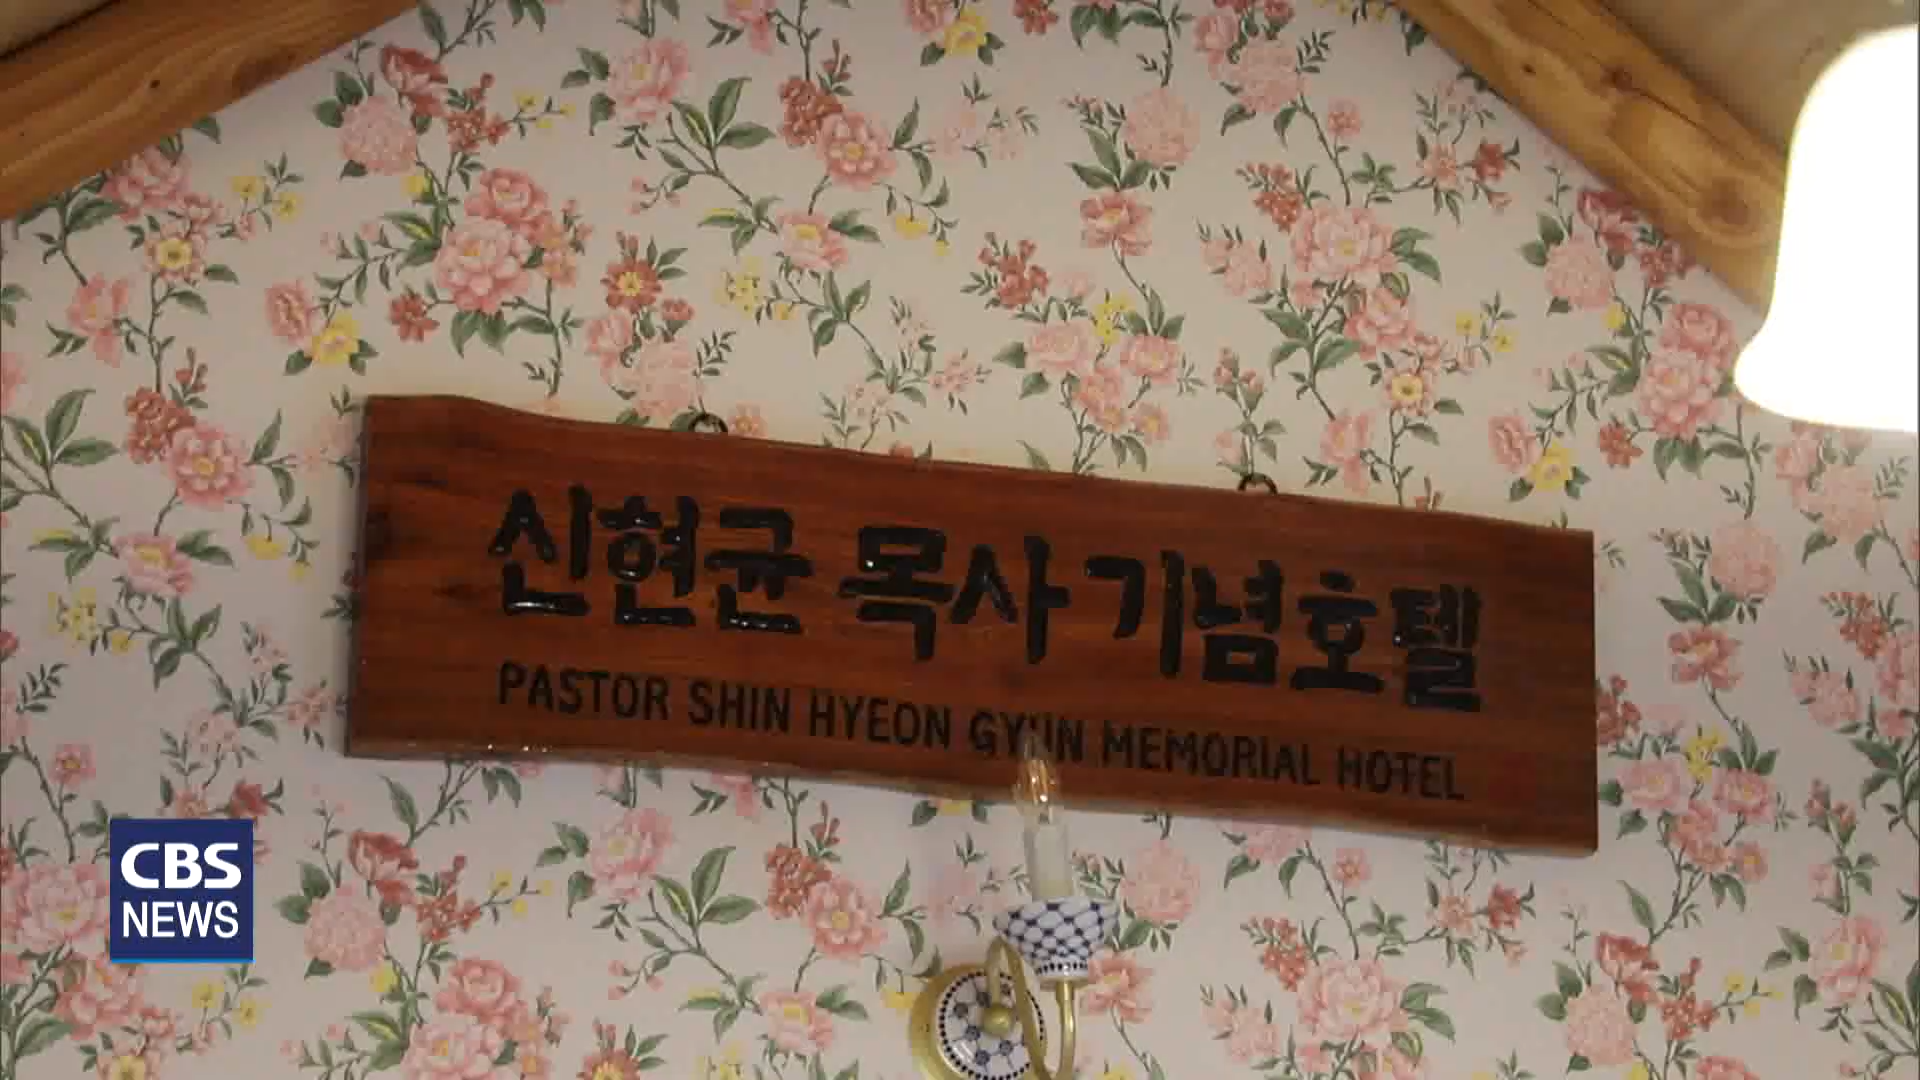 신현균 목사 기념호텔
PASTOR SHIN HYEON GYUN MEMORIAL HOTEL
CBS
NEWS